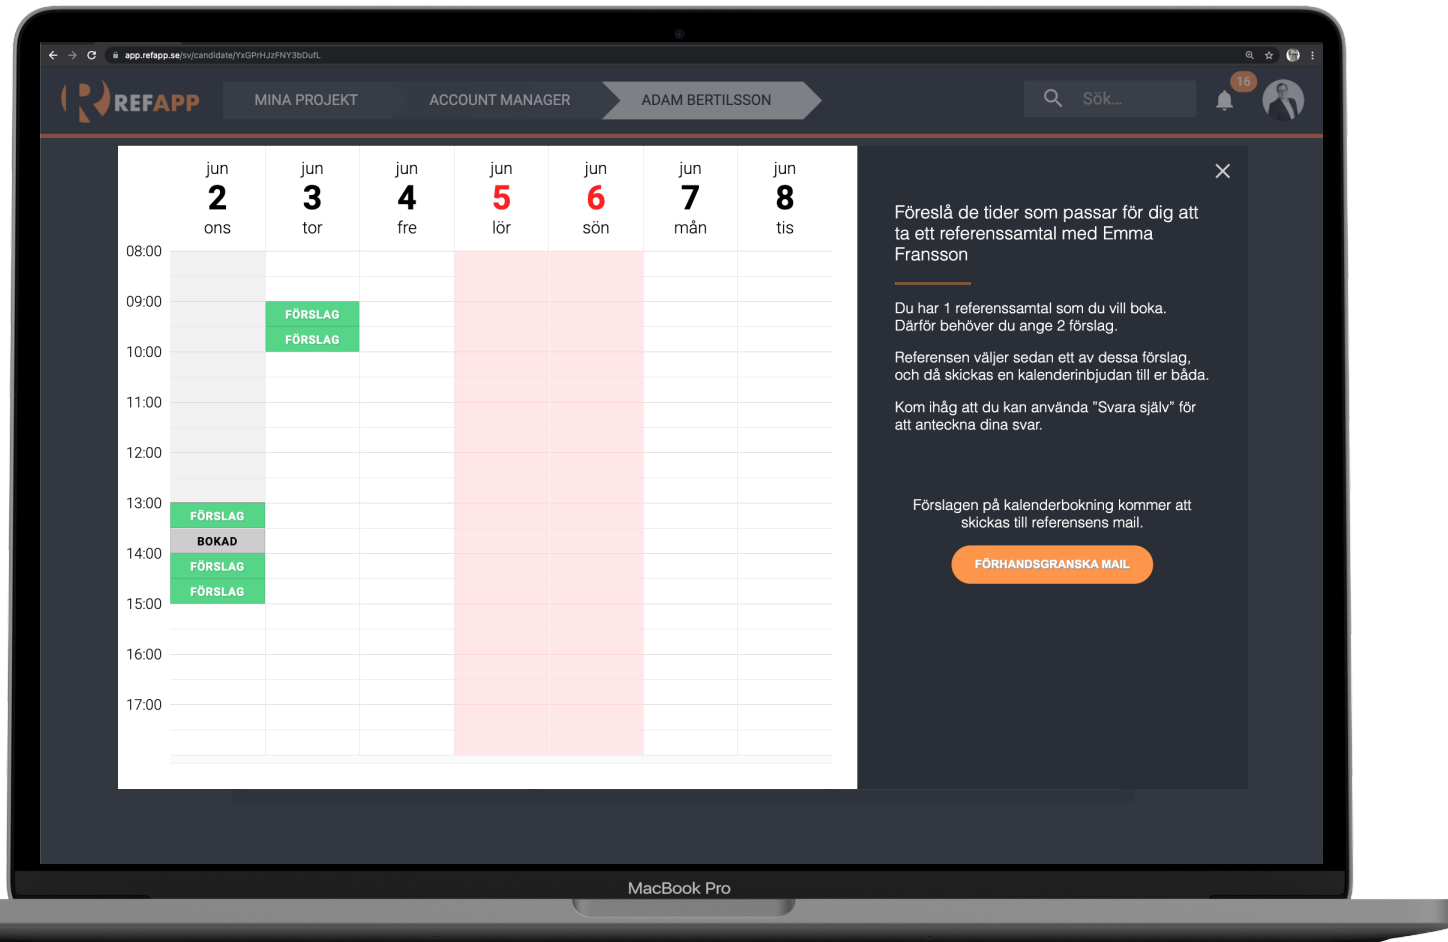 app.refapp.se/sv/candidate/YxGPrHJzFNY3bDufL
REFAPP
MINA PROJEKT
ACCOUNT MANAGER
ADAM BERTILSSON
Sök...
16
jun jun jun jun jun jun jun
2 3 4 5 6 7 8
ons tor fre lör sön mån tis
08:00
09:00
FÖRSLAG
FÖRSLAG
10:00
11:00
12:00
13:00
FÖRSLAG
BOKAD
14:00
FÖRSLAG
FÖRSLAG
15:00
16:00
17:00
Föreslå de tider som passar för dig att
ta ett referenssamtal med Emma
Fransson
Du har 1 referenssamtal som du vill boka.
Därför behöver du ange 2 förslag.
Referensen väljer sedan ett av dessa förslag,
och då skickas en kalenderinbjudan till er båda.
Kom ihåg att du kan använda ”Svara själv” för
att anteckna dina svar.
Förslagen på kalenderbokning kommer att
skickas till referensens mail.
FÖRHANDSGRANSKA MAIL
MacBook Pro